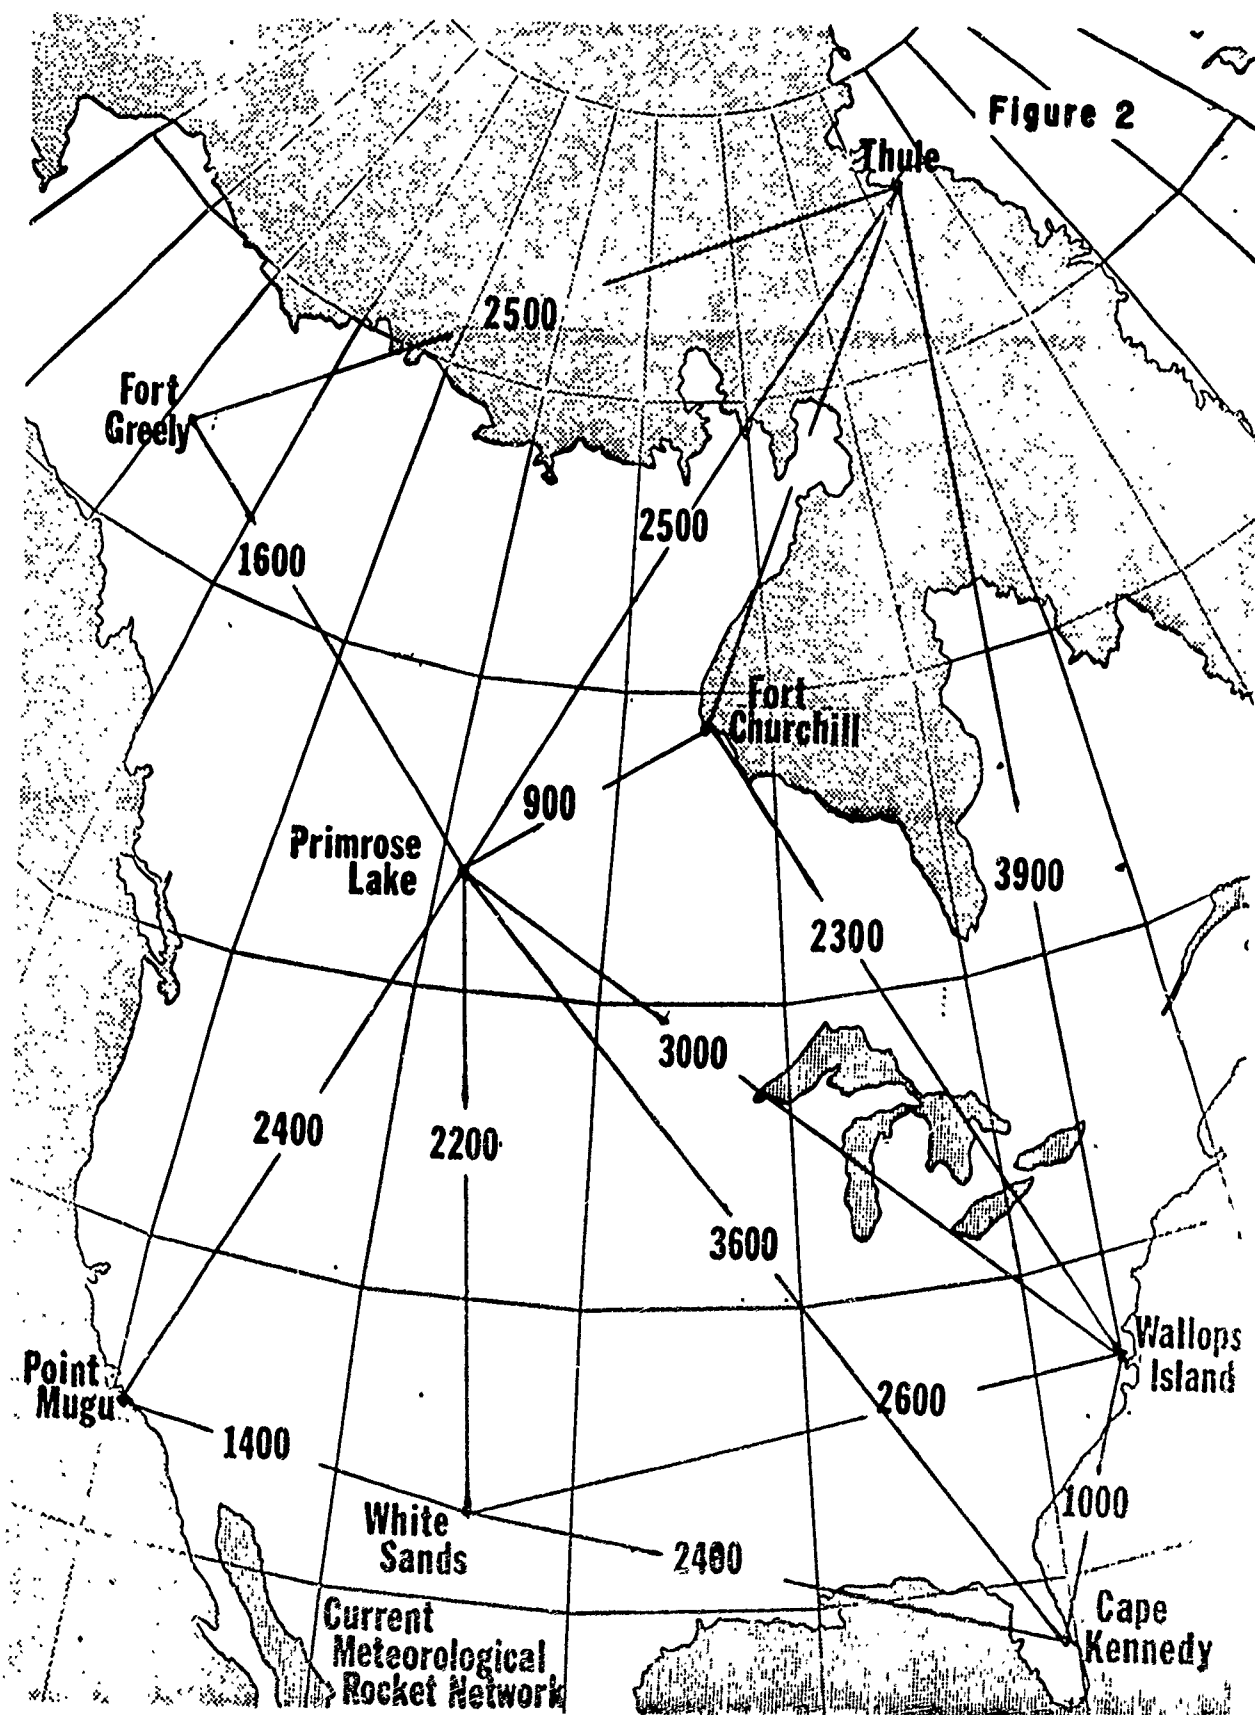 Figure 2
Thule
2500
Fort
Greely
2500
1600
Fort
Churchill
900
Primrose
Lake
3900
2300
3000
2400
2200
3600
Wallops
Island
Point
Mugu
2600
1400
1000
White
Sands
2400
Cape
Kennedy
Current
Meteorological
Rocket Network